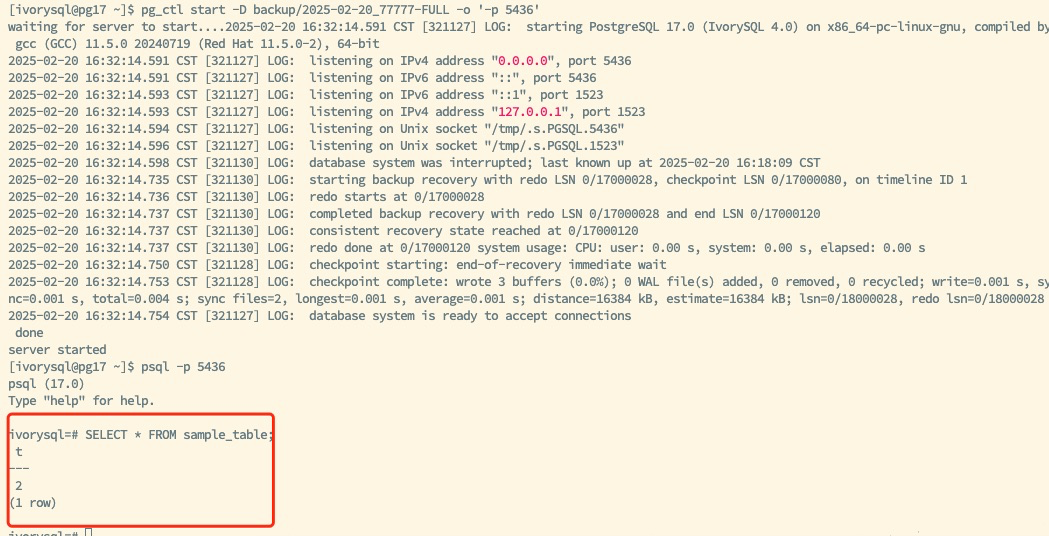 [ivorysql@pg17 ~]$ pg_ctl start -D backup/2025-02-20_77777-FULL -o '-p 5436'
waiting for server to start....2025-02-20 16:32:14.591 CST [321127] LOG:  starting PostgreSQL 17.0 (IvorySQL 4.0) on x86_64-pc-linux-gnu, compiled by
 gcc (GCC) 11.5.0 20240719 (Red Hat 11.5.0-2), 64-bit
2025-02-20 16:32:14.591 CST [321127] LOG:  listening on IPv4 address "0.0.0.0", port 5436
2025-02-20 16:32:14.591 CST [321127] LOG:  listening on IPv6 address "::", port 5436
2025-02-20 16:32:14.593 CST [321127] LOG:  listening on IPv6 address "::1", port 1523
2025-02-20 16:32:14.593 CST [321127] LOG:  listening on IPv4 address "127.0.0.1", port 1523
2025-02-20 16:32:14.594 CST [321127] LOG:  listening on Unix socket "/tmp/.s.PGSQL.5436"
2025-02-20 16:32:14.596 CST [321127] LOG:  listening on Unix socket "/tmp/.s.PGSQL.1523"
2025-02-20 16:32:14.598 CST [321130] LOG:  database system was interrupted; last known up at 2025-02-20 16:18:09 CST
2025-02-20 16:32:14.735 CST [321130] LOG:  starting backup recovery with redo LSN 0/17000028, checkpoint LSN 0/17000080, on timeline ID 1
2025-02-20 16:32:14.736 CST [321130] LOG:  redo starts at 0/17000028
2025-02-20 16:32:14.737 CST [321130] LOG:  completed backup recovery with redo LSN 0/17000028 and end LSN 0/17000120
2025-02-20 16:32:14.737 CST [321130] LOG:  consistent recovery state reached at 0/17000120
2025-02-20 16:32:14.737 CST [321130] LOG:  redo done at 0/17000120 system usage: CPU: user: 0.00 s, system: 0.00 s, elapsed: 0.00 s
2025-02-20 16:32:14.750 CST [321128] LOG:  checkpoint starting: end-of-recovery immediate wait
2025-02-20 16:32:14.753 CST [321128] LOG:  checkpoint complete: wrote 3 buffers (0.0%); 0 WAL file(s) added, 0 removed, 0 recycled; write=0.001 s, sy
nc=0.001 s, total=0.004 s; sync files=2, longest=0.001 s, average=0.001 s; distance=16384 kB, estimate=16384 kB; lsn=0/18000028, redo lsn=0/18000028
2025-02-20 16:32:14.754 CST [321127] LOG:  database system is ready to accept connections
 done
server started
[ivorysql@pg17 ~]$ psql -p 5436
psql (17.0)
Type "help" for help.
ivorysql=# SELECT * FROM sample_table;
 t
---
 2
(1 row)
ivorysql=#